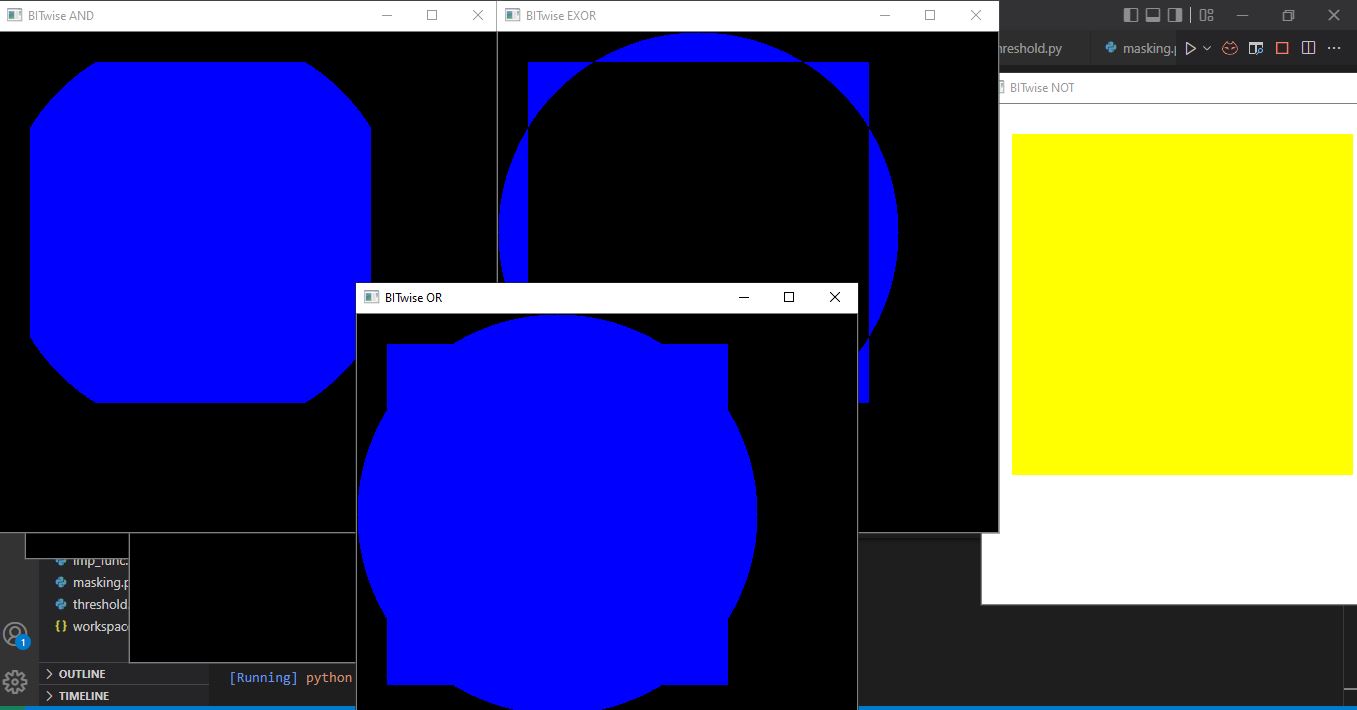 BITwise AND
BITwise EXOR
hreshold.py
masking.p
BITwise NOT
BITwise OR
imp_func.
masking.p
threshold.
workspac
1
OUTLINE
TIMELINE
[Running] python